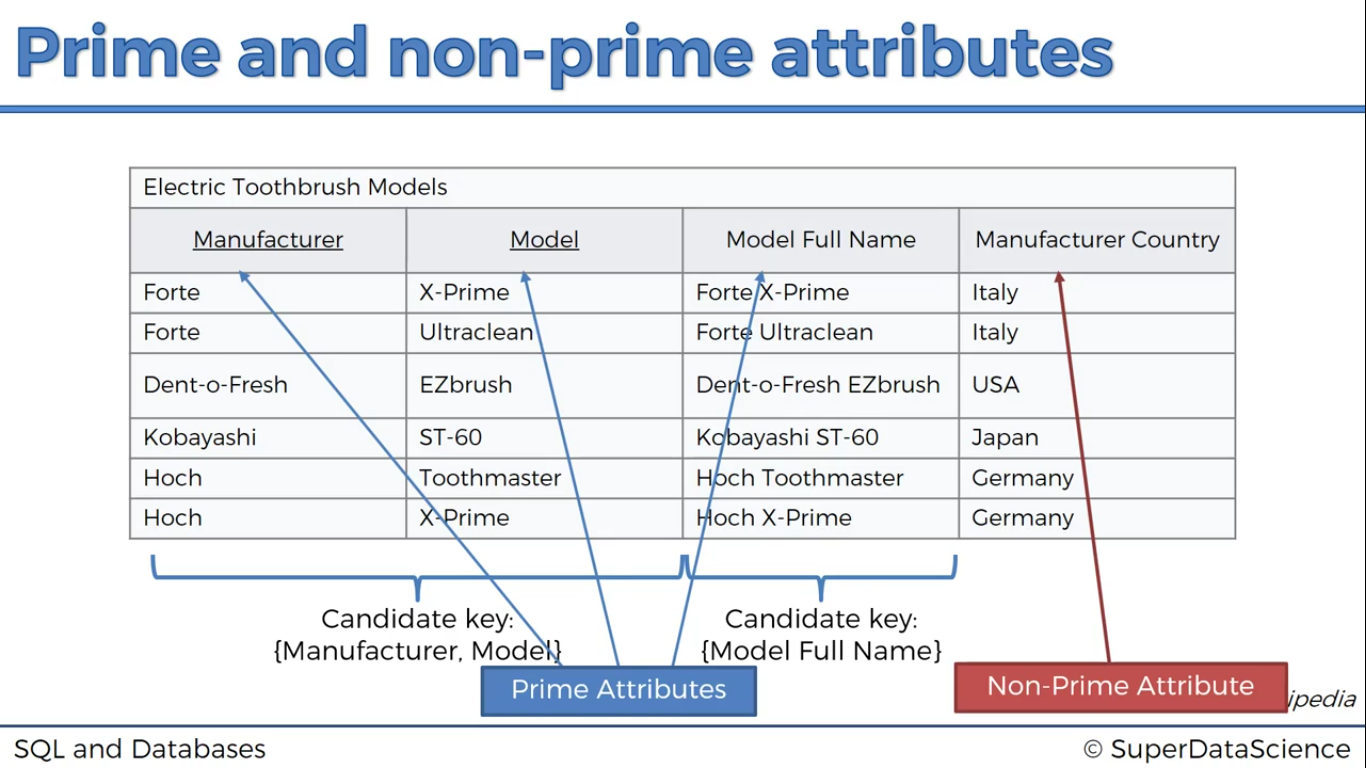 Prime and non-prime attributes
Electric Toothbrush Models
Manufacturer Model Model Full Name Manufacturer Country
Forte X-Prime Forte X-Prime Italy
Forte Ultraclean Forte Ultraclean Italy
Dent-o-Fresh EZbrush Dent-o-Fresh EZbrush USA
Kobayashi ST-60 Kobayashi ST-60 Japan
Hoch Toothmaster Hoch Toothmaster Germany
Hoch X-Prime Hoch X-Prime Germany
Candidate key: Candidate key:
{Manufacturer, Model} {Model Full Name}
Prime Attributes Non-Prime Attribute ipedia
SQL and Databases © SuperDataScience